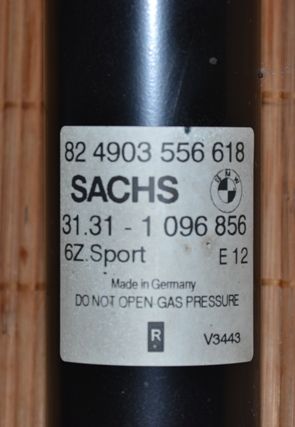 82 4903 556 618
SACHS BMW
31.31 - 1 096 856
6Z.Sport E 12
Made in Germany
DO NOT OPEN-GAS PRESSURE
R V3443